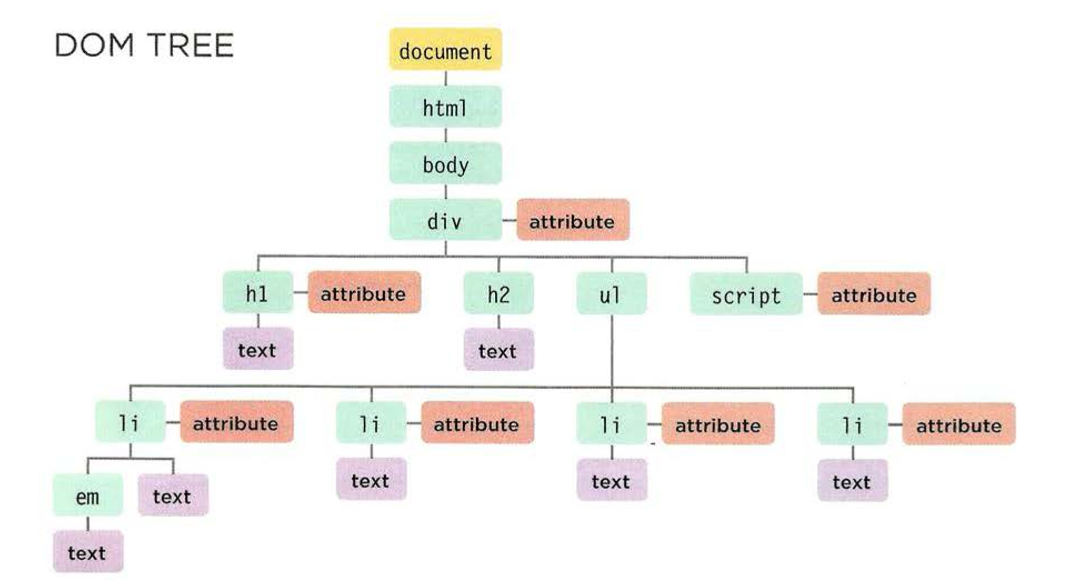 DOM TREE
document
html
body
div
attribute
h1
attribute
h2
ul
script
attribute
text
text
li
attribute
li
attribute
li
attribute
li
attribute
em
text
text
text
text
text